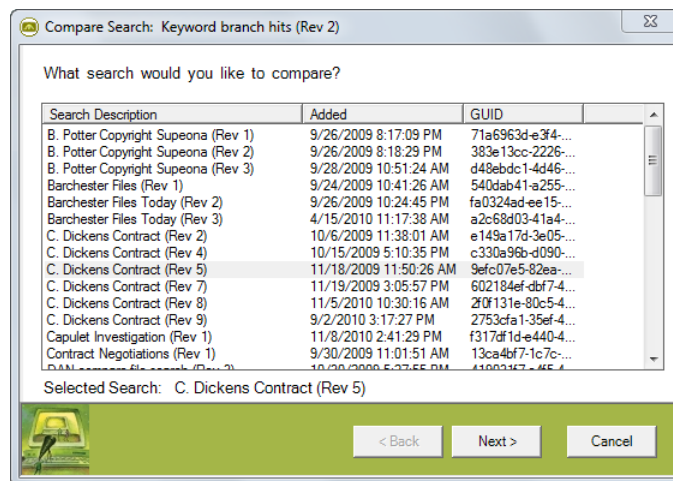 Compare Search: Keyword branch hits (Rev 2)
What search would you like to compare?
Search Description Added GUID
B. Potter Copyright Supeona (Rev 1) 9/26/2009 8:17:09 PM 71a6963d-e3f4-...
B. Potter Copyright Supeona (Rev 2) 9/26/2009 8:18:29 PM 383e13cc-2226-...
B. Potter Copyright Supeona (Rev 3) 9/28/2009 10:51:24 AM d48ebdc1-4d46-...
Barchester Files (Rev 1) 9/24/2009 10:41:26 AM 540dab41-a255-...
Barchester Files Today (Rev 2) 9/26/2009 10:24:45 PM fa0324ad-ee15-...
Barchester Files Today (Rev 3) 4/15/2010 11:17:38 AM a2c68d03-41a4-...
C. Dickens Contract (Rev 2) 10/6/2009 11:38:01 AM e149a17d-3e05-...
C. Dickens Contract (Rev 4) 10/15/2009 5:10:35 PM c330a96b-d090-...
C. Dickens Contract (Rev 5) 11/18/2009 11:50:26 AM 9efc07e5-82ea-...
C. Dickens Contract (Rev 7) 11/19/2009 3:05:57 PM 602184ef-dbf7-4...
C. Dickens Contract (Rev 8) 11/5/2010 10:30:16 AM 2f0f131e-80c5-4...
C. Dickens Contract (Rev 9) 9/2/2010 3:17:27 PM 2753cfa1-35ef-4...
Capulet Investigation (Rev 1) 11/8/2010 2:41:29 PM f317df1d-e440-4...
Contract Negotiations (Rev 1) 9/30/2009 11:01:51 AM 13ca4bf7-1c7c-...
Selected Search: C. Dickens Contract (Rev 5)
< Back Next > Cancel